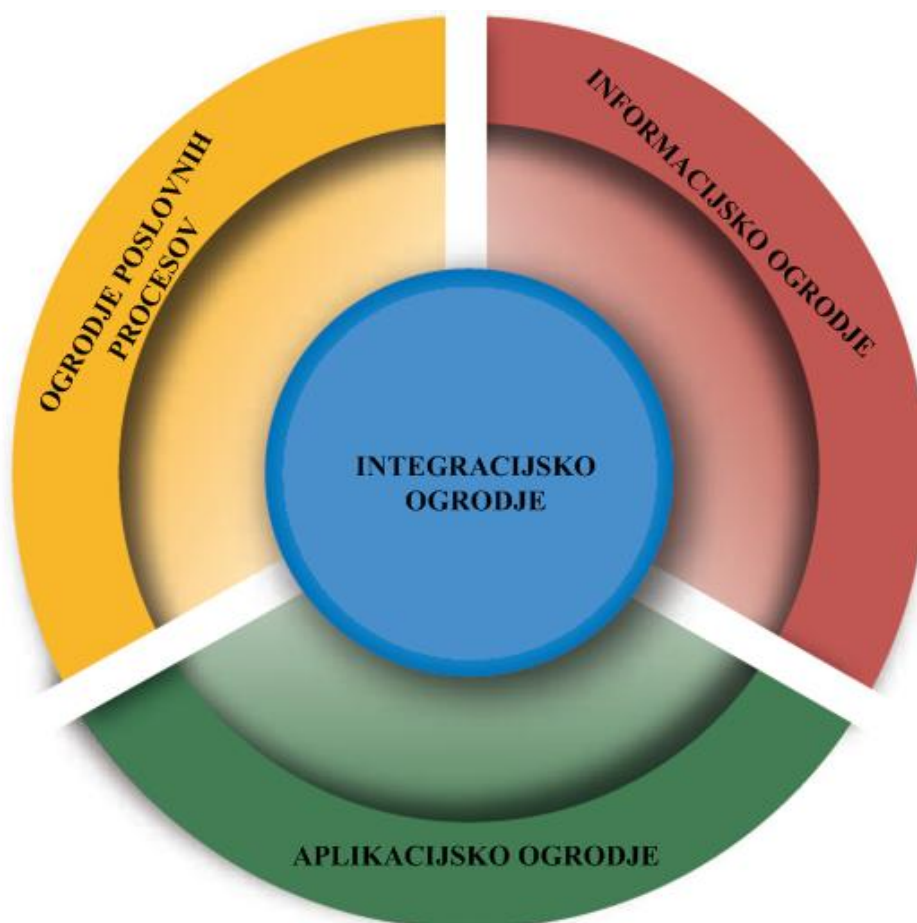 OGRODJE POSLOVNIH
PROCESOV
INFORMACIJSKO OGRODJE
INTEGRACIJSKO
OGRODJE
APLIKACIJSKO OGRODJE